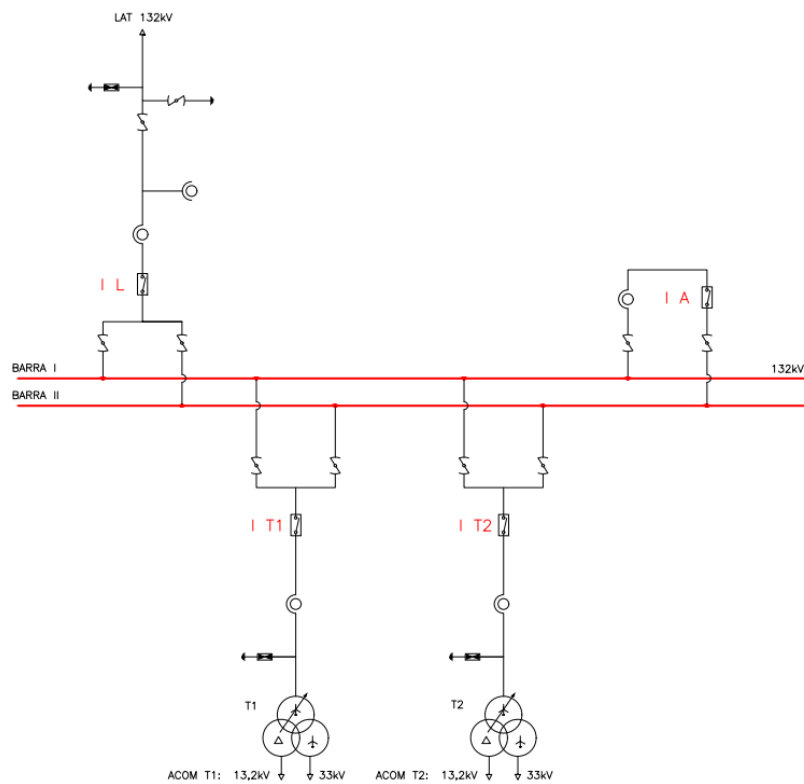 LAT 132kV
I L
I A
BARRA I
132kV
BARRA II
I T1
I T2
T1
T2
ACOM T1: 13,2kV 33kV
ACOM T2: 13,2kV 33kV